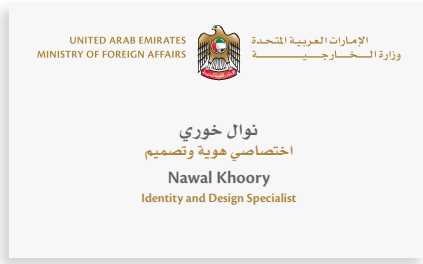 UNITED ARAB EMIRATES
MINISTRY OF FOREIGN AFFAIRS
الإمارات العربية المتحدة
وزارة الخارجية
نوال خوري
اختصاصي هوية وتصميم
Nawal Khoory
Identity and Design Specialist